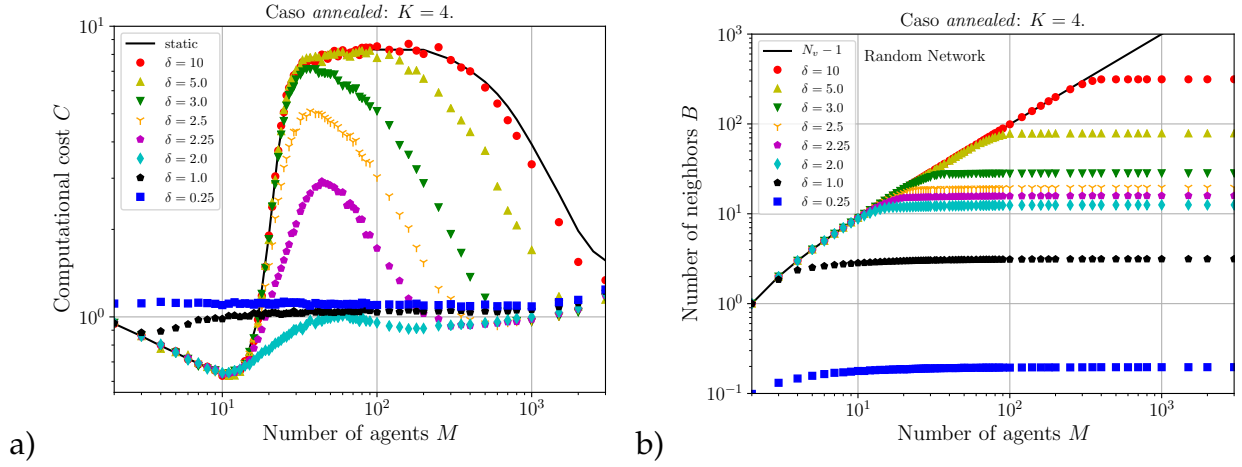 Caso annealed: K = 4.
Computational cost C
10¹
10⁰
static
δ = 10
δ = 5.0
δ = 3.0
δ = 2.5
δ = 2.25
δ = 2.0
δ = 1.0
δ = 0.25
10¹
10²
10³
Number of agents M
a)
Caso annealed: K = 4.
Number of neighbors B
10³
10²
10¹
10⁰
10⁻¹
Nᵥ − 1
δ = 10
δ = 5.0
δ = 3.0
δ = 2.5
δ = 2.25
δ = 2.0
δ = 1.0
δ = 0.25
Random Network
10¹
10²
10³
Number of agents M
b)